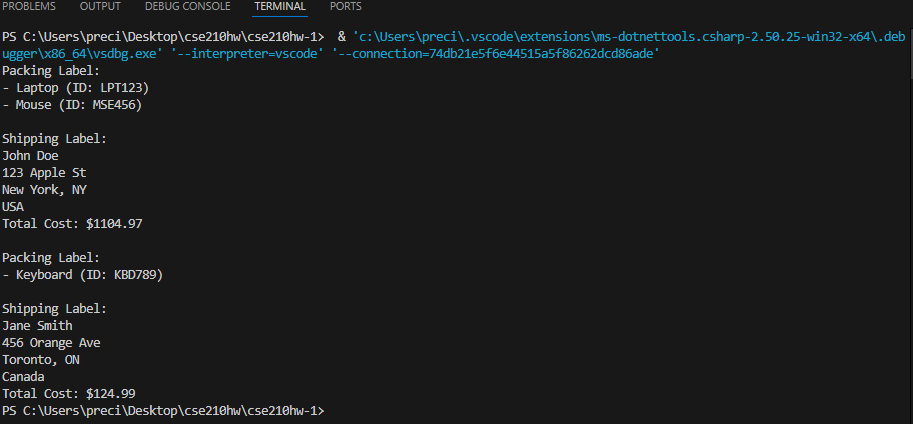 PROBLEMS OUTPUT DEBUG CONSOLE TERMINAL PORTS
PS C:\Users\preci\Desktop\cse210hw\cse210hw-1>  & 'c:\Users\preci\.vscode\extensions\ms-dotnettools.csharp-2.50.25-win32-x64\.deb
ugger\x86_64\vsdbg.exe' '--interpreter=vscode' '--connection=74db21e5f6e44515a5f86262dcd86ade'
Packing Label:
- Laptop (ID: LPT123)
- Mouse (ID: MSE456)

Shipping Label:
John Doe
123 Apple St
New York, NY
USA
Total Cost: $1104.97

Packing Label:
- Keyboard (ID: KBD789)

Shipping Label:
Jane Smith
456 Orange Ave
Toronto, ON
Canada
Total Cost: $124.99
PS C:\Users\preci\Desktop\cse210hw\cse210hw-1>